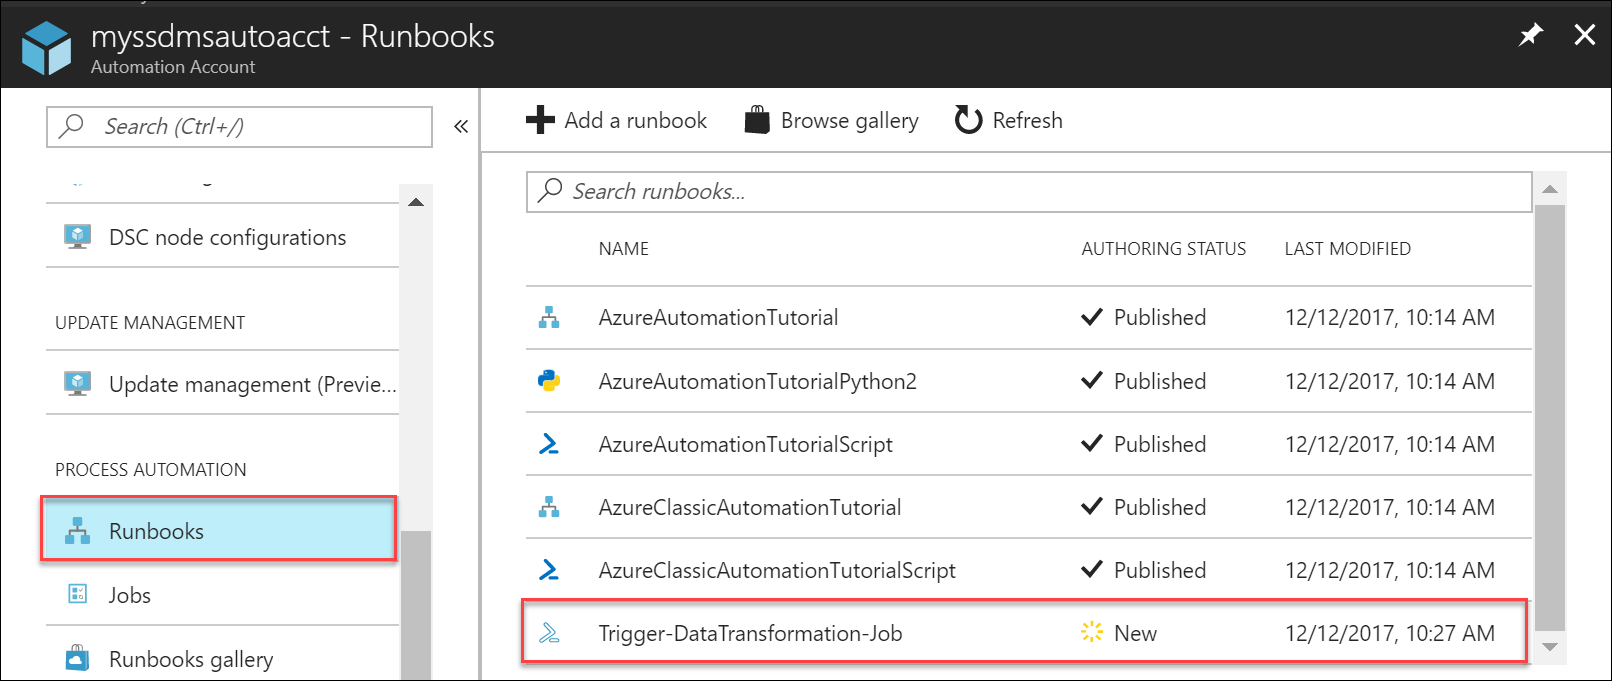 myssdmsautoacct - Runbooks
Automation Account
Search (Ctrl+/)
DSC node configurations
UPDATE MANAGEMENT
Update management (Previe...
PROCESS AUTOMATION
Runbooks
Jobs
Runbooks gallery
Add a runbook Browse gallery Refresh
Search runbooks...
NAME AUTHORING STATUS LAST MODIFIED
AzureAutomationTutorial Published 12/12/2017, 10:14 AM
AzureAutomationTutorialPython2 Published 12/12/2017, 10:14 AM
AzureAutomationTutorialScript Published 12/12/2017, 10:14 AM
AzureClassicAutomationTutorial Published 12/12/2017, 10:14 AM
AzureClassicAutomationTutorialScript Published 12/12/2017, 10:14 AM
Trigger-DataTransformation-Job New 12/12/2017, 10:27 AM